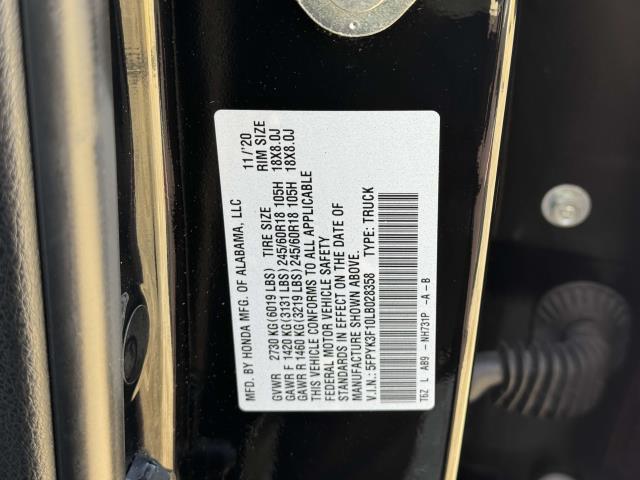 MFD. BY HONDA MFG. OF ALABAMA, LLC 11/'20
GVWR 2730 KG(6019 LBS) TIRE SIZE RIM SIZE
GAWR F 1420 KG(3131 LBS) 245/60R18 105H 18X8.0J
GAWR R 1460 KG(3219 LBS) 245/60R18 105H 18X8.0J
THIS VEHICLE CONFORMS TO ALL APPLICABLE
FEDERAL MOTOR VEHICLE SAFETY
STANDARDS IN EFFECT ON THE DATE OF
MANUFACTURE SHOWN ABOVE.
V.I.N.: 5FPYK3F10LB028358 TYPE: TRUCK
T6Z L AB9 -NH731P -A-B